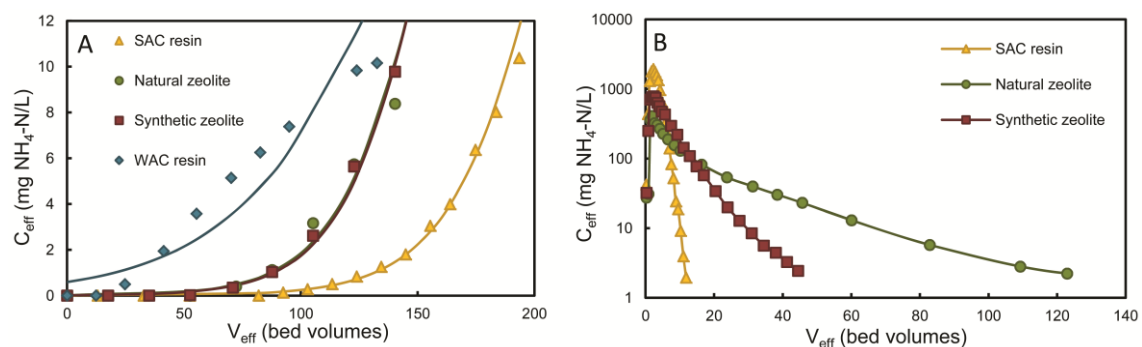 A
C_eff (mg NH4-N/L)
12
10
8
6
4
2
0
SAC resin
Natural zeolite
Synthetic zeolite
WAC resin
0 50 100 150 200
V_eff (bed volumes)
B
C_eff (mg NH4-N/L)
10000
1000
100
10
1
SAC resin
Natural zeolite
Synthetic zeolite
0 20 40 60 80 100 120 140
V_eff (bed volumes)